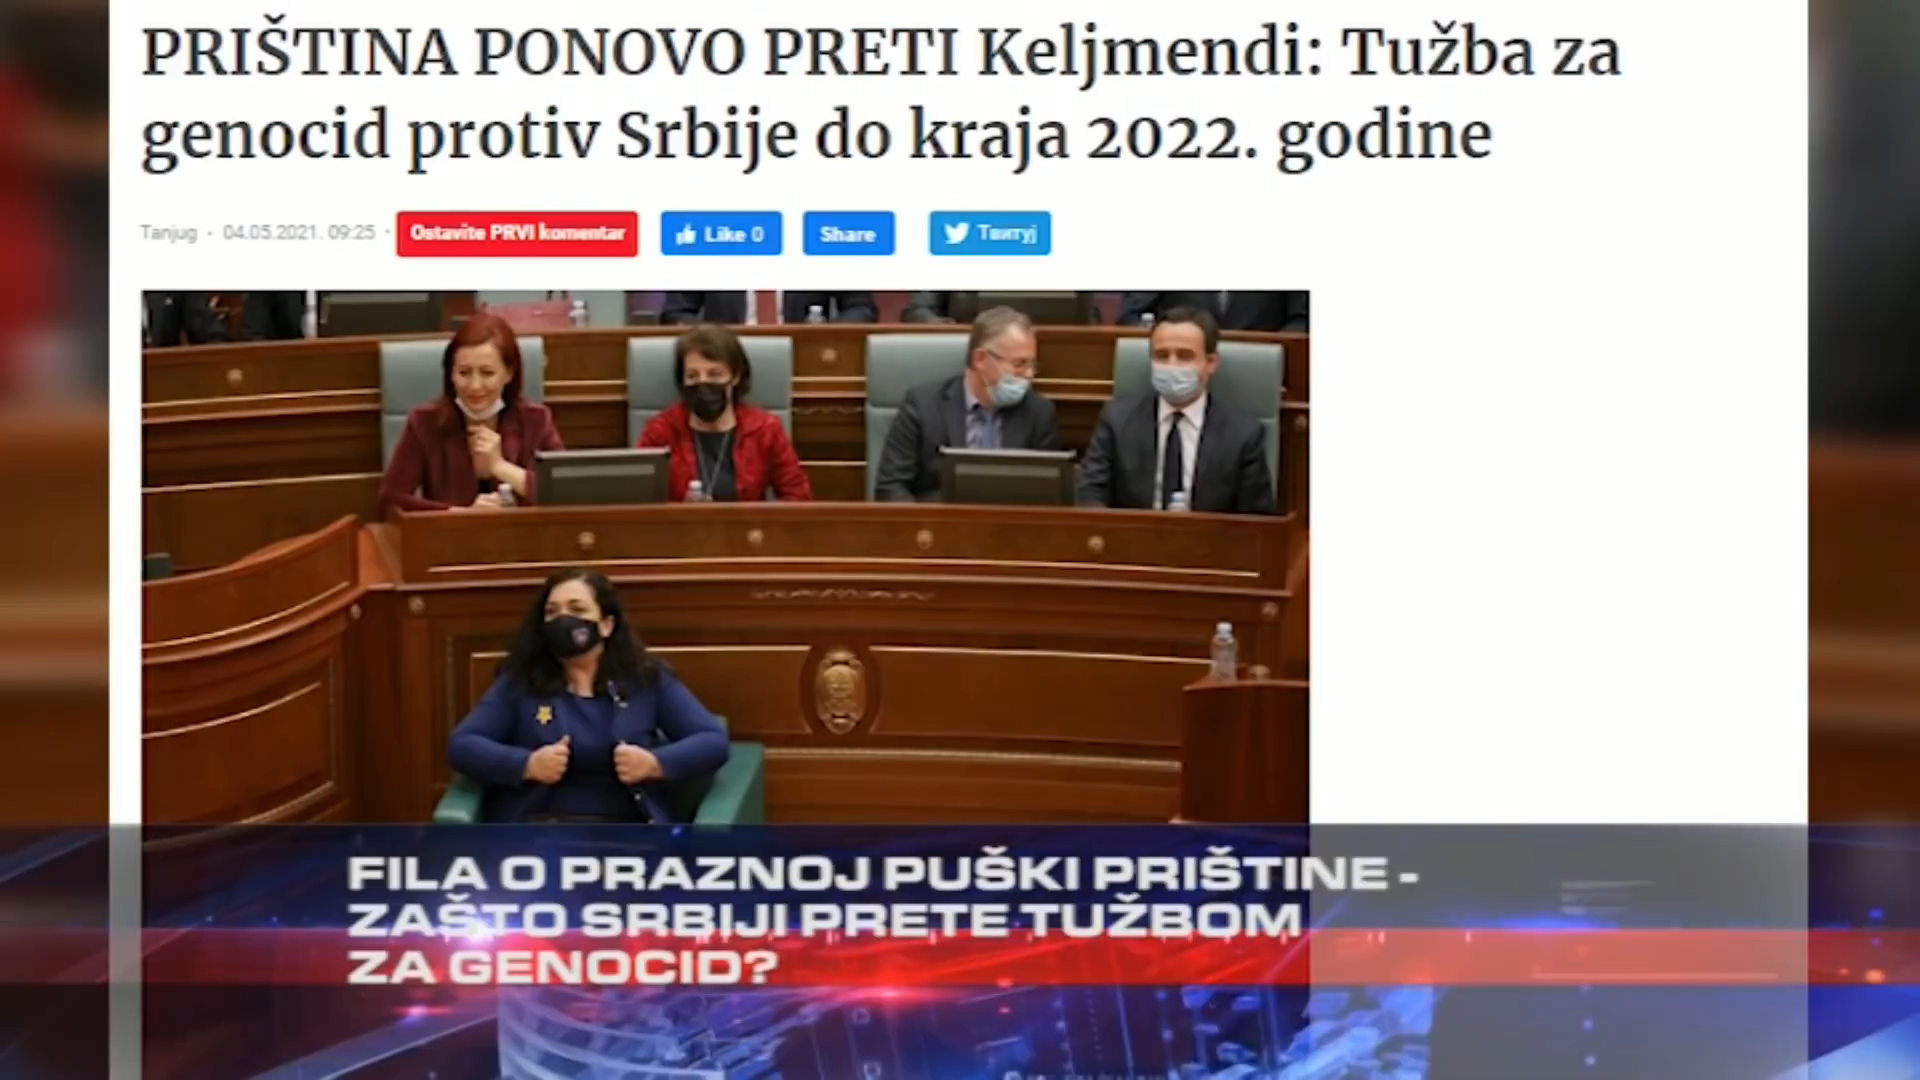 PRIŠTINA PONOVO PRETI Keljmendi: Tužba za
genocid protiv Srbije do kraja 2022. godine
Tanjug - 04.05.2021. 09:25 -
Ostavite PRVI komentar
Like 0
Share
Твитуј
FILA O PRAZNOJ PUŠKI PRIŠTINE -
ZAŠTO SRBIJI PRETE TUŽBOM
ZA GENOCID?